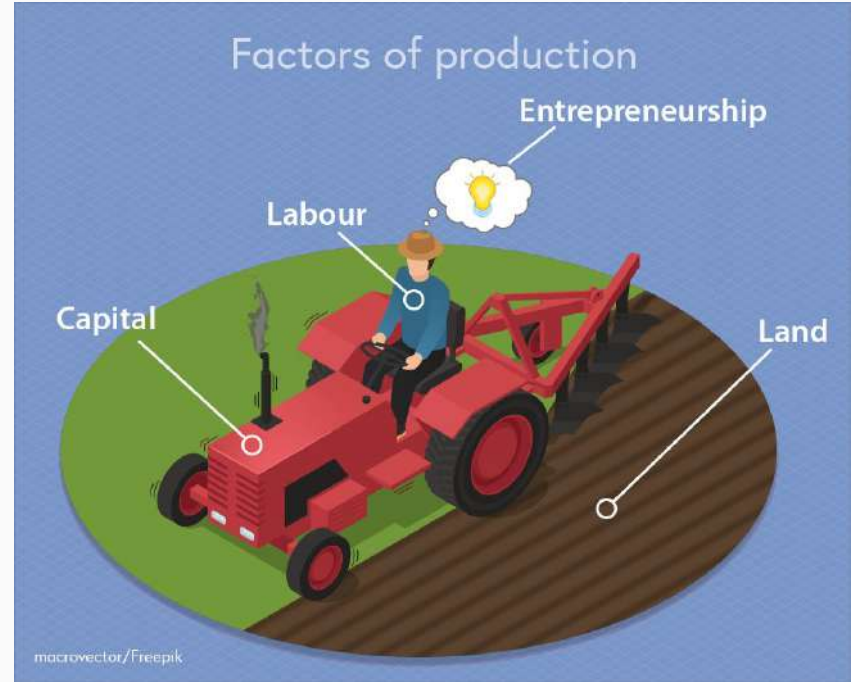 Factors of production
Entrepreneurship
Labour
Capital
Land
macrovector/Freepik